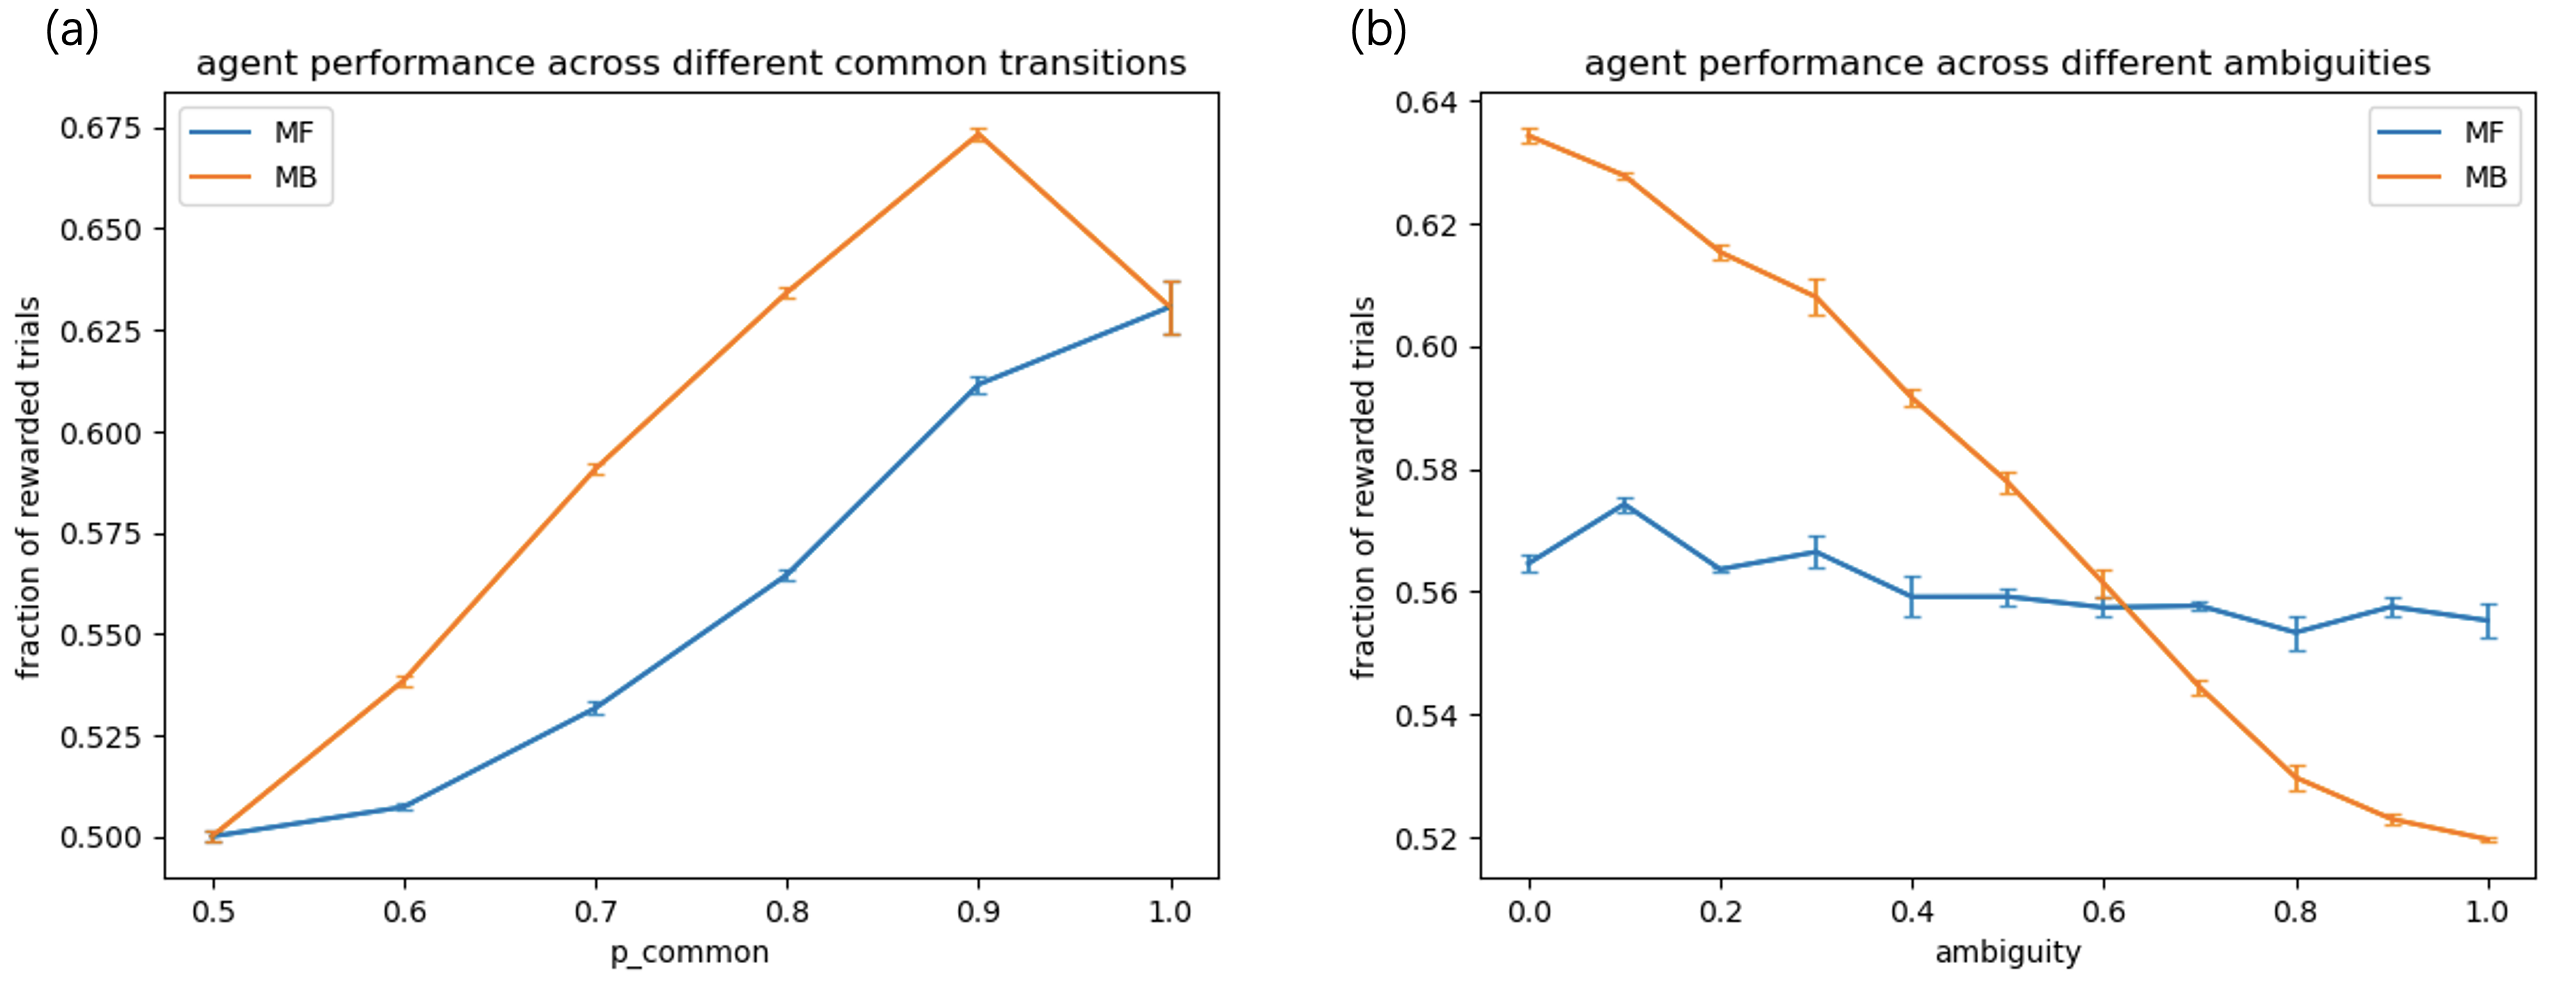 (a)
agent performance across different common transitions
MF
MB
0.675
0.650
0.625
0.600
0.575
0.550
0.525
0.500
fraction of rewarded trials
0.5 0.6 0.7 0.8 0.9 1.0
p_common
(b)
agent performance across different ambiguities
MF
MB
0.64
0.62
0.60
0.58
0.56
0.54
0.52
fraction of rewarded trials
0.0 0.2 0.4 0.6 0.8 1.0
ambiguity